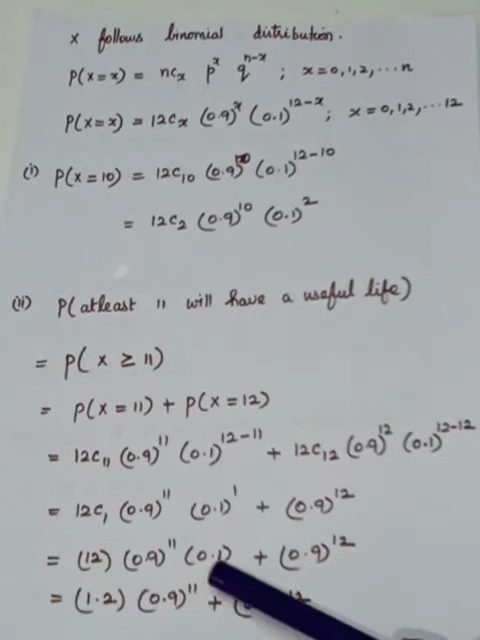 x follows binomial distribution.
P(x=x) = nCx p^x q^n-x ; x=0,1,2,...n
P(x=x) = 12Cx (0.9)^x (0.1)^12-x ; x=0,1,2,...12
(i) P(x=10) = 12C10 (0.9)^10 (0.1)^12-10
= 12C2 (0.9)^10 (0.1)^2
(ii) P(atleast 11 will have a useful life)
= P(x ≥ 11)
= P(x=11) + P(x=12)
= 12C11 (0.9)^11 (0.1)^12-11 + 12C12 (0.9)^12 (0.1)^12-12
= 12C1 (0.9)^11 (0.1)^1 + (0.9)^12
= (12) (0.9)^11 (0.1) + (0.9)^12
= (1.2) (0.9)^11 + (